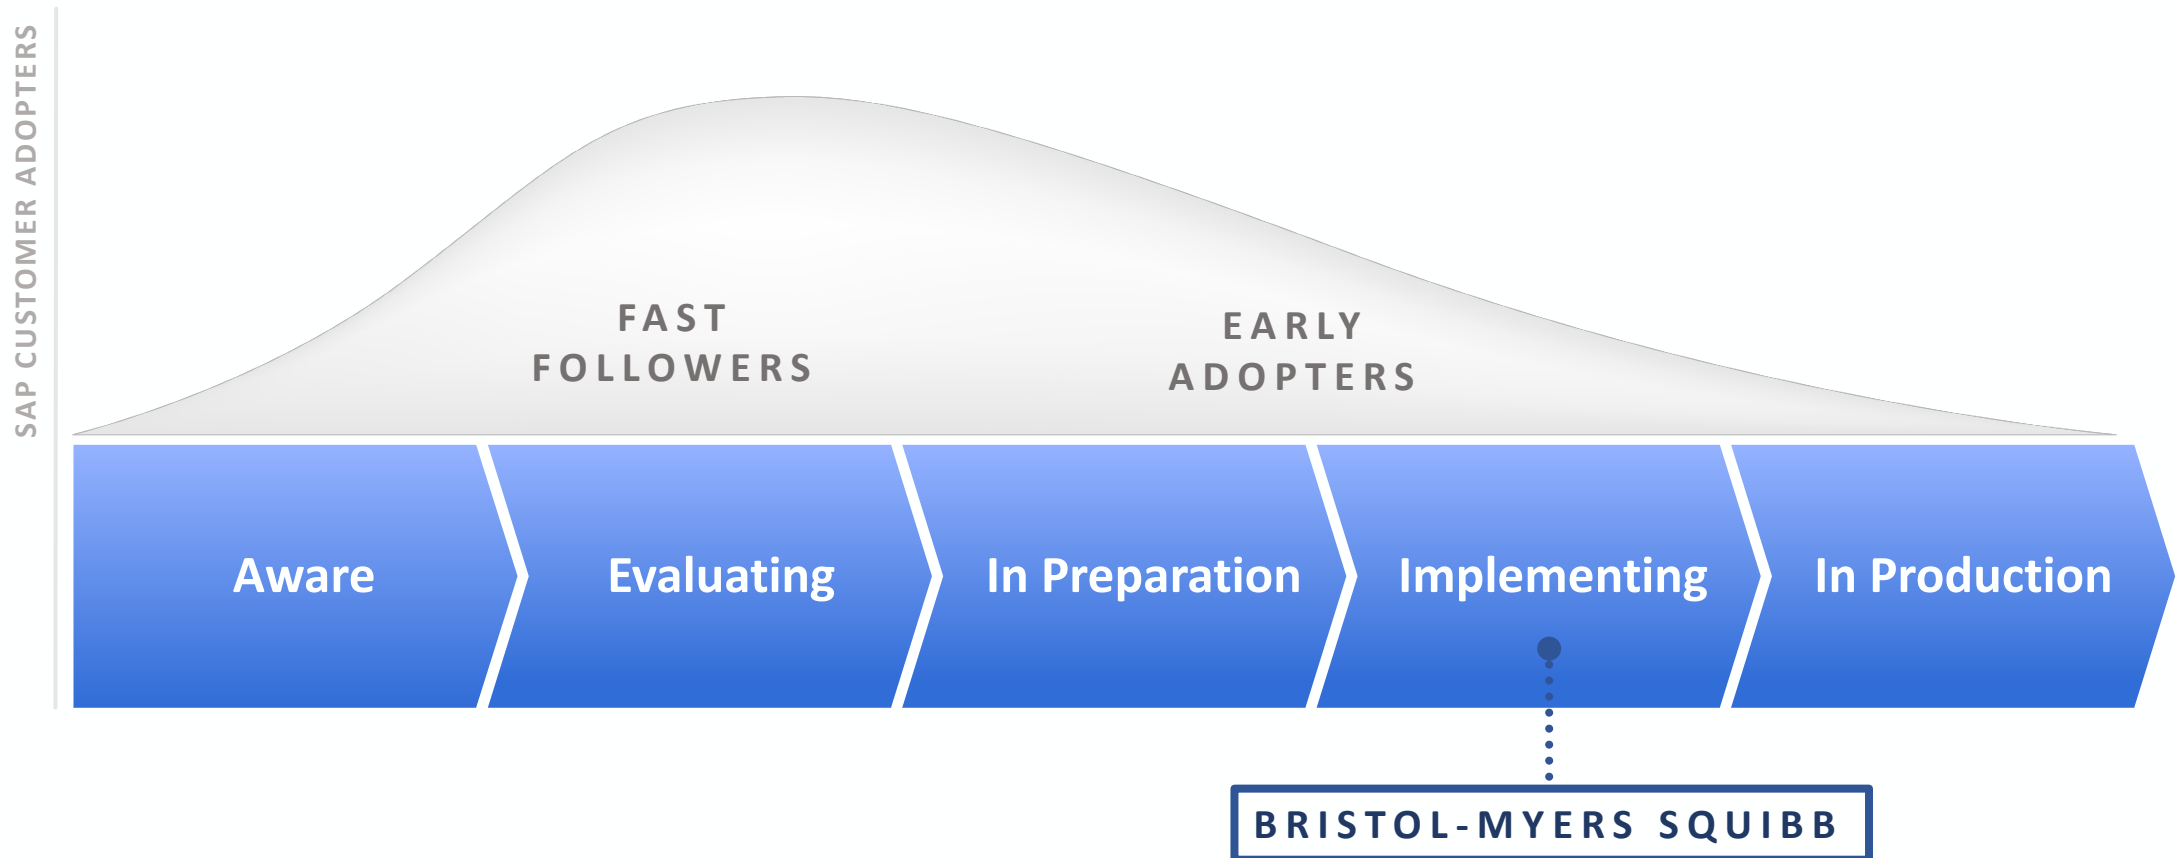 SAP CUSTOMER ADOPTERS
FAST
FOLLOWERS
EARLY
ADOPTERS
Aware
Evaluating
In Preparation
Implementing
In Production
BRISTOL-MYERS SQUIBB